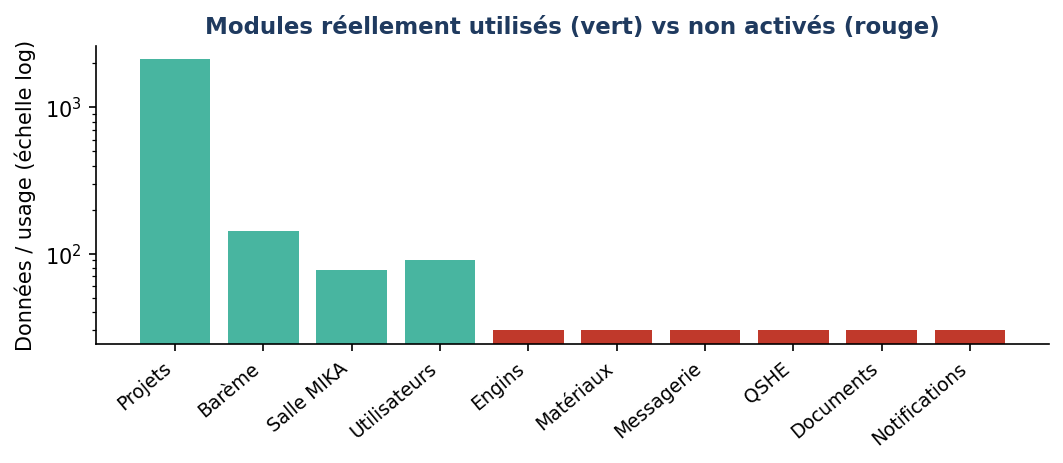 Modules réellement utilisés (vert) vs non activés (rouge)
Données / usage (échelle log)
10³
10²
Projets
Barème
Salle MIKA
Utilisateurs
Engins
Matériaux
Messagerie
QSHE
Documents
Notifications